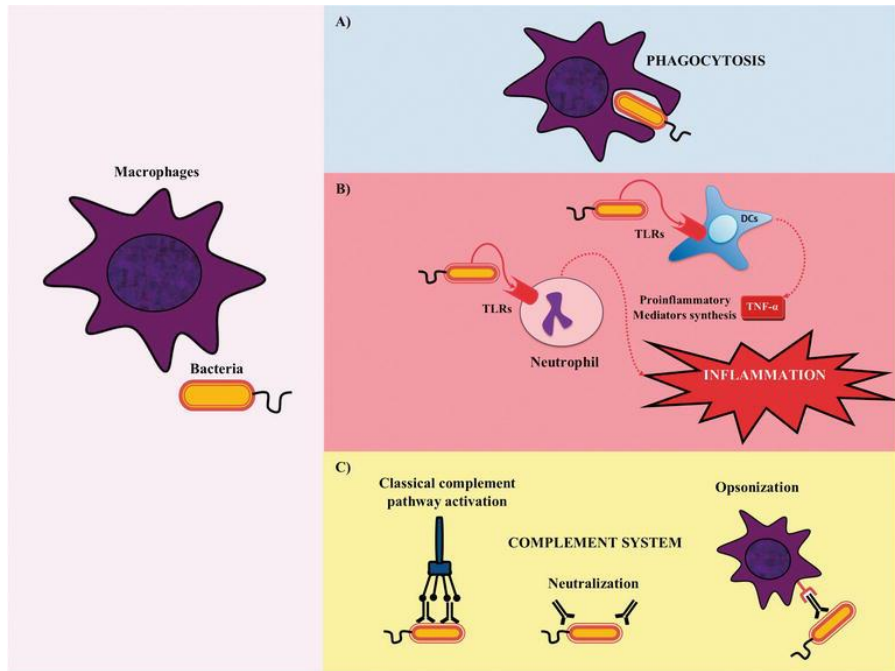 Macrophages
Bacteria
A)
PHAGOCYTOSIS
B)
DCs
TLRs
TLRs
Neutrophil
Proinflammatory
Mediators synthesis
TNF-α
INFLAMMATION
C)
Classical complement
pathway activation
COMPLEMENT SYSTEM
Neutralization
Opsonization